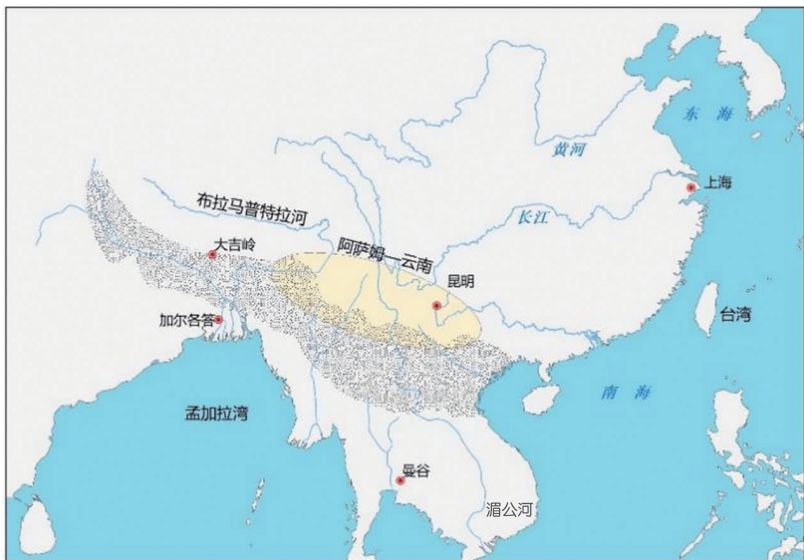 东海
黄河
上海
布拉马普特拉河
长江
大吉岭
阿萨姆—云南
昆明
加尔各答
台湾
南海
孟加拉湾
曼谷
湄公河